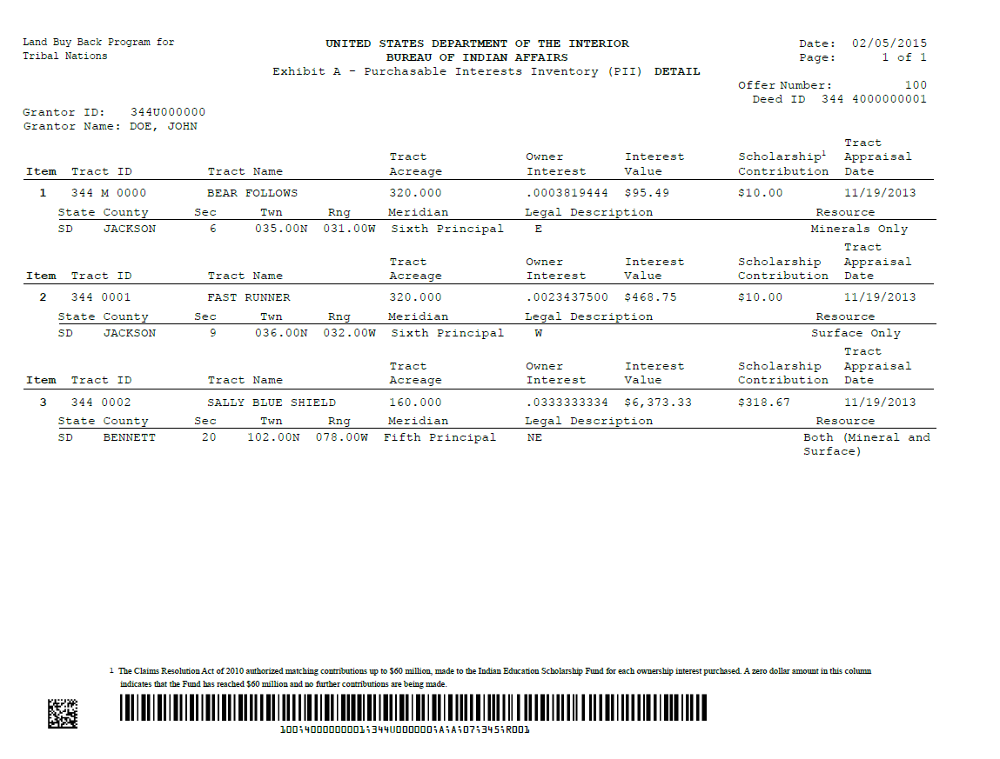 Land Buy Back Program for
Tribal Nations
UNITED STATES DEPARTMENT OF THE INTERIOR
BUREAU OF INDIAN AFFAIRS
Exhibit A - Purchasable Interests Inventory (PII) DETAIL
Date: 02/05/2015
Page: 1 of 1
Offer Number: 100
Deed ID 344 4000000001
Grantor ID: 344U000000
Grantor Name: DOE, JOHN
Item Tract ID Tract Name Tract Acreage Owner Interest Interest Value Scholarship¹ Contribution Tract Appraisal Date
1 344 M 0000 BEAR FOLLOWS 320.000 .0003819444 $95.49 $10.00 11/19/2013
State County Sec Twn Rng Meridian Legal Description Resource
SD JACKSON 6 035.00N 031.00W Sixth Principal E Minerals Only
Item Tract ID Tract Name Tract Acreage Owner Interest Interest Value Scholarship Contribution Tract Appraisal Date
2 344 0001 FAST RUNNER 320.000 .0023437500 $468.75 $10.00 11/19/2013
State County Sec Twn Rng Meridian Legal Description Resource
SD JACKSON 9 036.00N 032.00W Sixth Principal W Surface Only
Item Tract ID Tract Name Tract Acreage Owner Interest Interest Value Scholarship Contribution Tract Appraisal Date
3 344 0002 SALLY BLUE SHIELD 160.000 .0333333334 $6,373.33 $318.67 11/19/2013
State County Sec Twn Rng Meridian Legal Description Resource
SD BENNETT 20 102.00N 078.00W Fifth Principal NE Both (Mineral and
Surface)
1 The Claims Resolution Act of 2010 authorized matching contributions up to $60 million, made to the Indian Education Scholarship Fund for each ownership interest purchased. A zero dollar amount in this column
indicates that the Fund has reached $60 million and no further contributions are being made.
100;4000000001;344U000000;A;A;07;345;R001